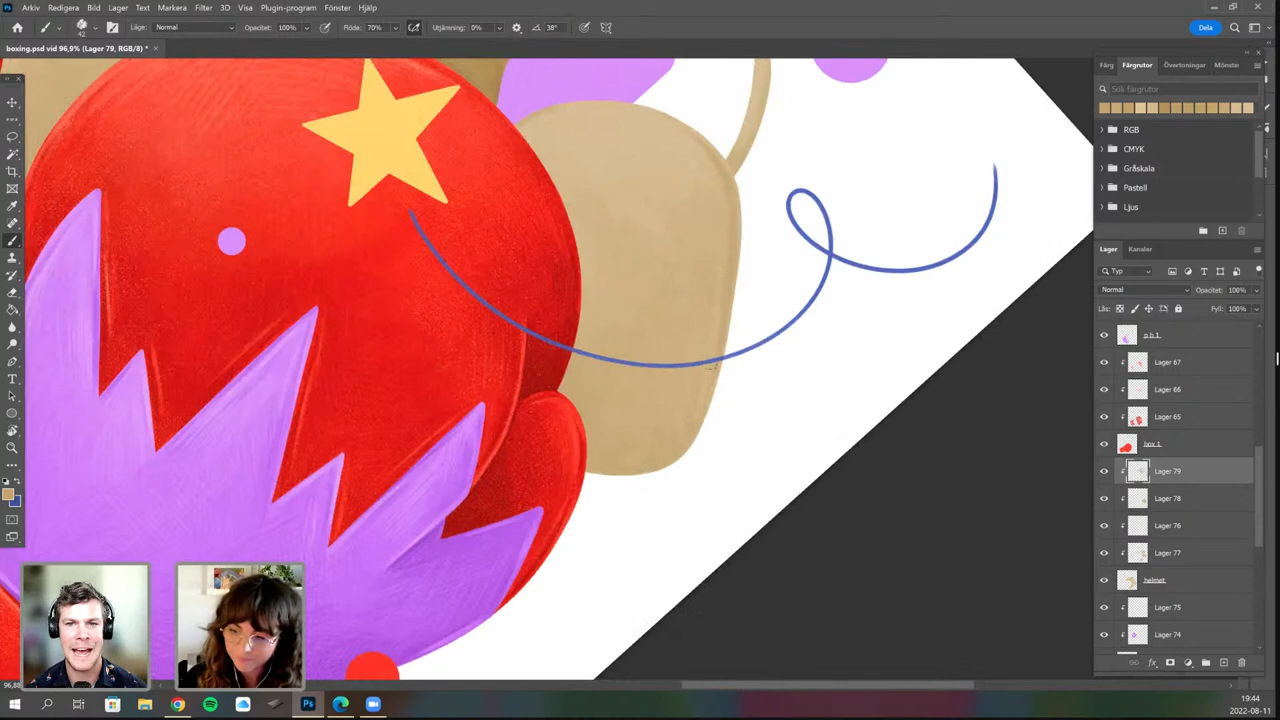 Arkiv Redigera Bild Lager Text Markera Filter 3D Visa Plugin-program Fönster Hjälp
42 Läge: Normal Opacitet: 100% Flöde: 70% Utjämning: 0% 38° Dela
boxing.psd vid 96,9% (Lager 79, RGB/8) * ×
Färg Färgrutor Övertoningar Mönste
Sök färgrutor
RGB
CMYK
Gråskala
Pastell
Ljus
Lager Kanaler
Typ
Normal Opacitet: 100%
Lås: Fyll: 100%
p b 1
Lager 67
Lager 66
Lager 65
box 1
Lager 79
Lager 78
Lager 76
Lager 77
helmet
Lager 75
Lager 74
fx
19:44
2022-08-11